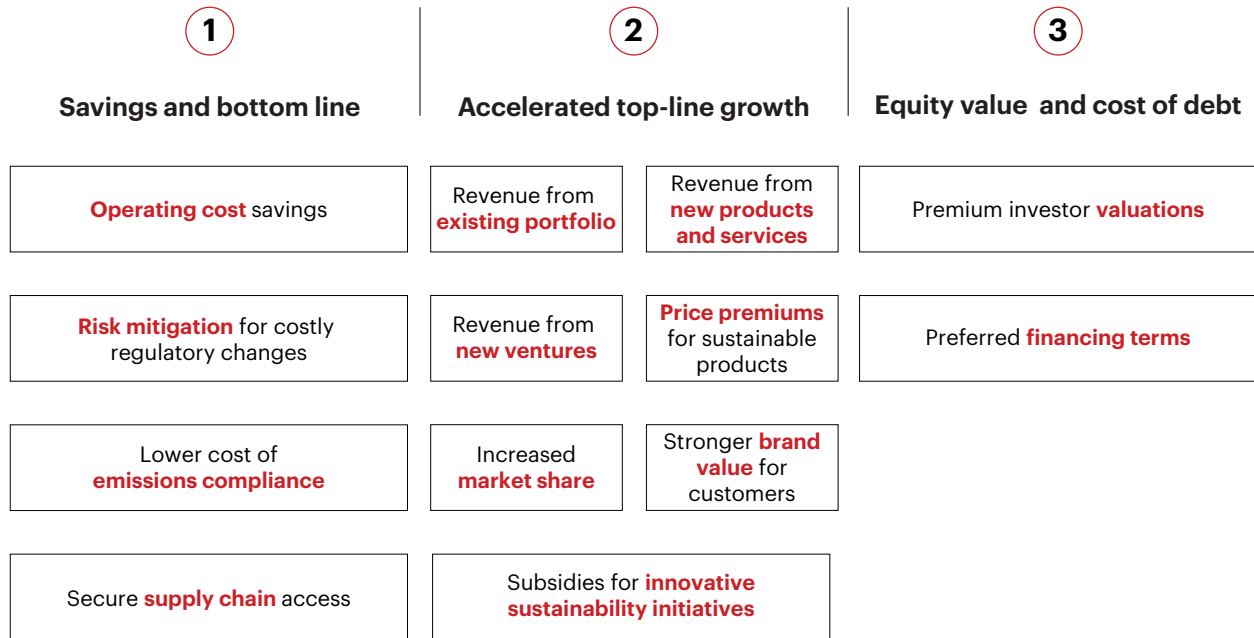 1
Savings and bottom line
Operating cost savings
Risk mitigation for costly
regulatory changes
Lower cost of
emissions compliance
Secure supply chain access
2
Accelerated top-line growth
Revenue from
existing portfolio
Revenue from
new products
and services
Revenue from
new ventures
Price premiums
for sustainable
products
Increased
market share
Stronger brand
value for
customers
Subsidies for innovative
sustainability initiatives
3
Equity value and cost of debt
Premium investor valuations
Preferred financing terms